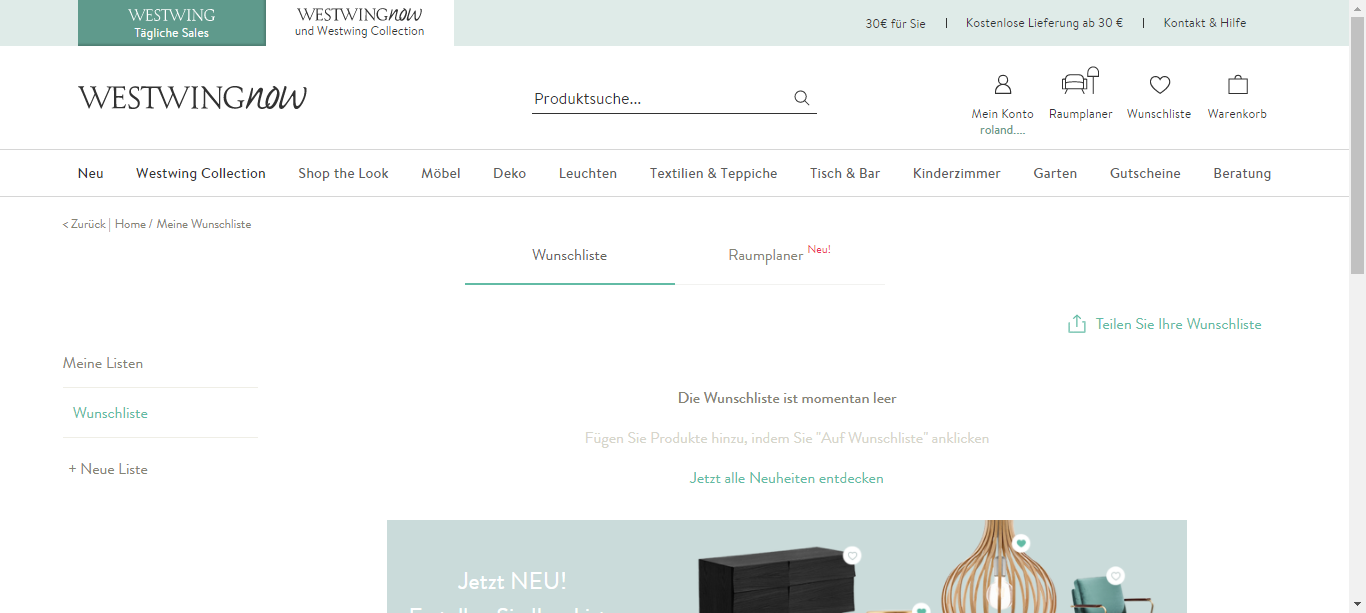 WESTWING
Tägliche Sales
WESTWINGnow
und Westwing Collection
30€ für Sie
Kostenlose Lieferung ab 30 €
Kontakt & Hilfe
WESTWINGnow
Produktsuche...
Mein Konto
roland....
Raumplaner
Wunschliste
Warenkorb
Neu
Westwing Collection
Shop the Look
Möbel
Deko
Leuchten
Textilien & Teppiche
Tisch & Bar
Kinderzimmer
Garten
Gutscheine
Beratung
< Zurück | Home / Meine Wunschliste
Wunschliste
Raumplaner Neu!
Teilen Sie Ihre Wunschliste
Meine Listen
Wunschliste
+ Neue Liste
Die Wunschliste ist momentan leer
Fügen Sie Produkte hinzu, indem Sie "Auf Wunschliste" anklicken
Jetzt alle Neuheiten entdecken
Jetzt NEU!